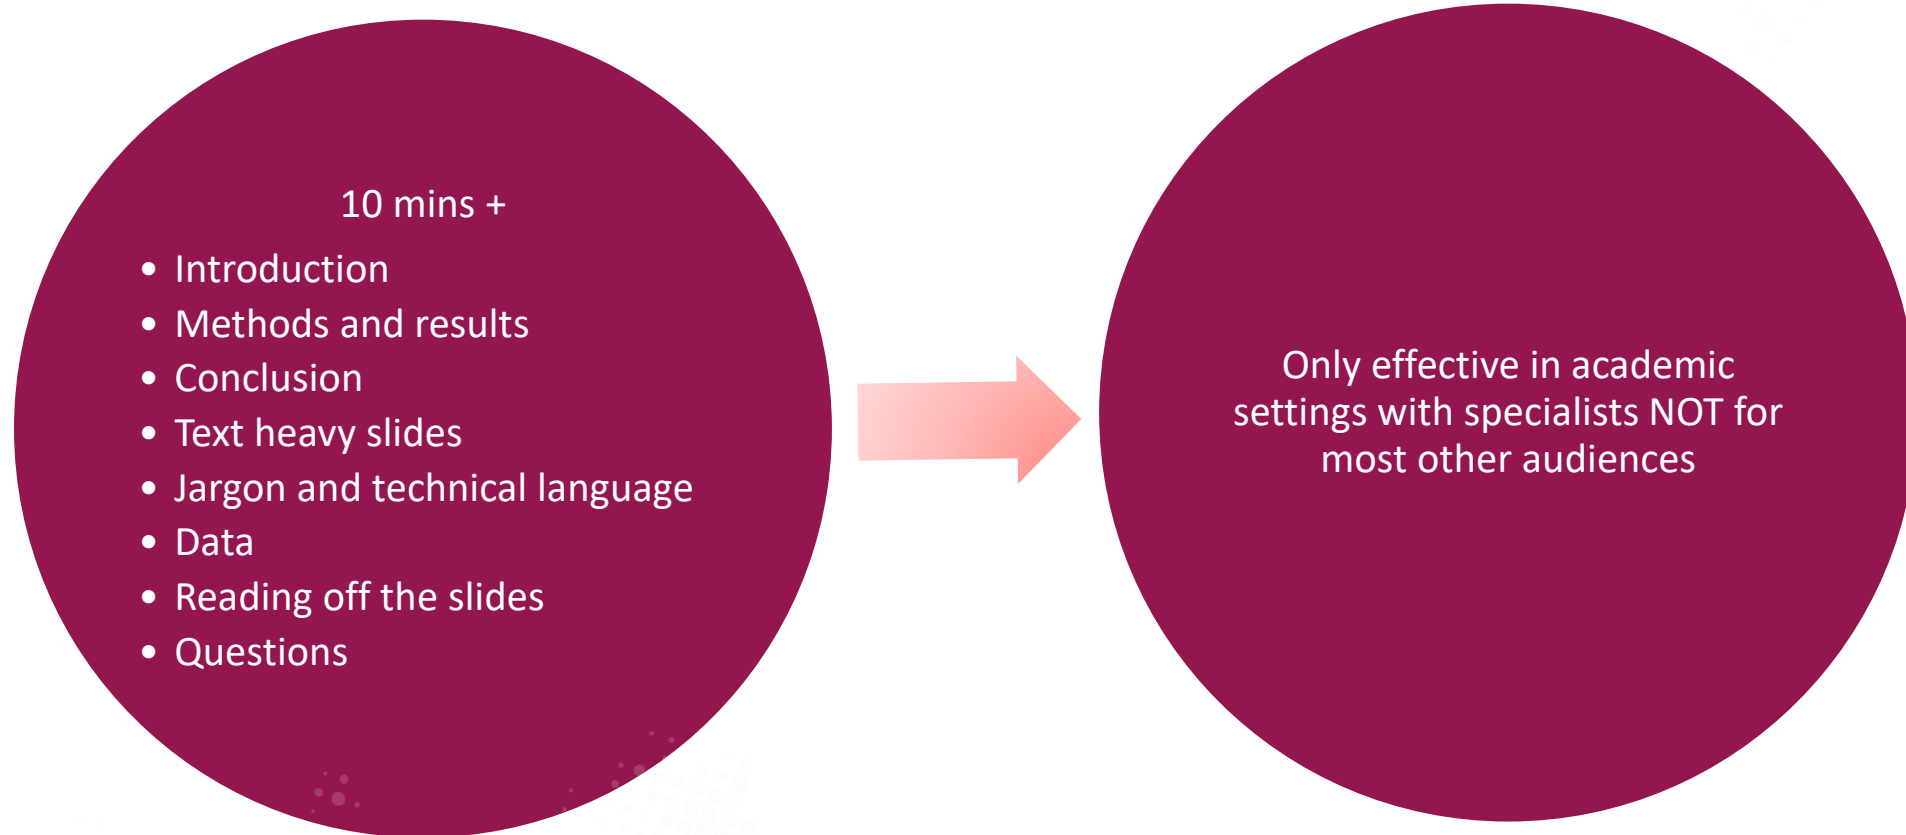 10 mins +
• Introduction
• Methods and results
• Conclusion
• Text heavy slides
• Jargon and technical language
• Data
• Reading off the slides
• Questions
Only effective in academic
settings with specialists NOT for
most other audiences